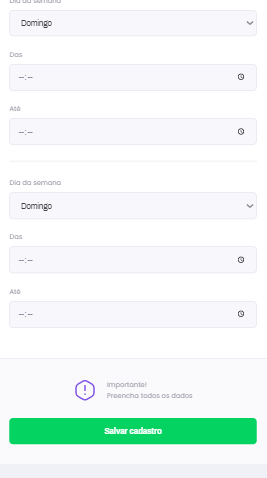 Dia da semana
Domingo
Das
--:--
Até
--:--
Dia da semana
Domingo
Das
--:--
Até
--:--
Importante!
Preencha todos os dados
Salvar cadastro